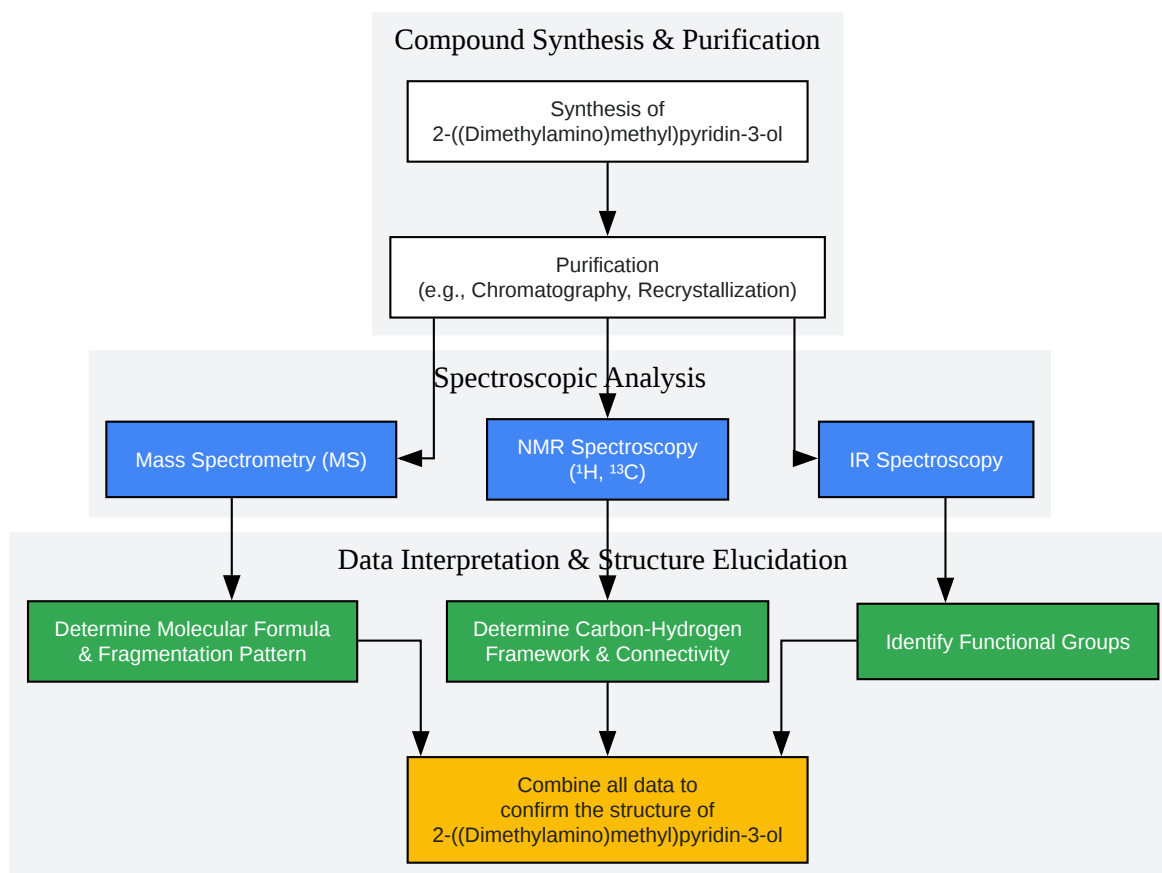 Compound Synthesis & Purification
Synthesis of
2-((Dimethylamino)methyl)pyridin-3-ol
Purification
(e.g., Chromatography, Recrystallization)
Spectroscopic Analysis
Mass Spectrometry (MS)
NMR Spectroscopy
(¹H, ¹³C)
IR Spectroscopy
Data Interpretation & Structure Elucidation
Determine Molecular Formula
& Fragmentation Pattern
Determine Carbon-Hydrogen
Framework & Connectivity
Identify Functional Groups
Combine all data to
confirm the structure of
2-((Dimethylamino)methyl)pyridin-3-ol